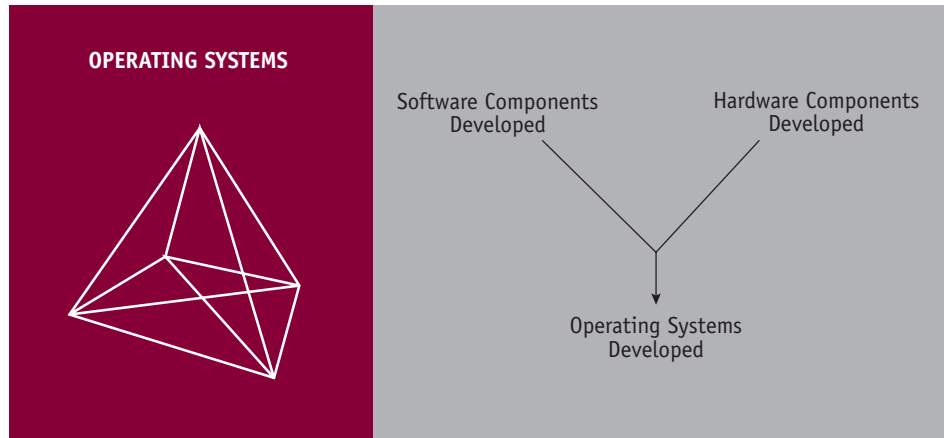 OPERATING SYSTEMS
Software Components
Developed
Hardware Components
Developed
Operating Systems
Developed